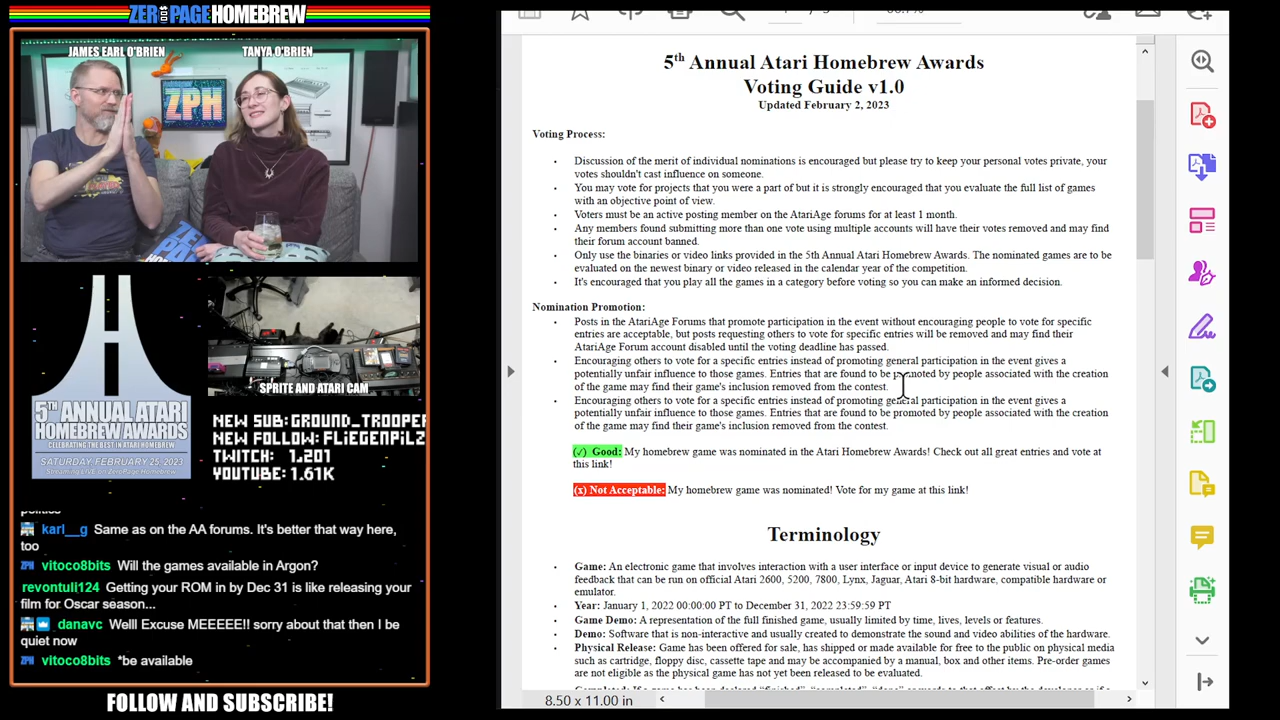 ZEROPAGE HOMEBREW
JAMES EARL O'BRIEN
TANYA O'BRIEN
ZPH
SPRITE AND ATARI CAM
5TH ANNUAL ATARI
HOMEBREW AWARDS
CELEBRATING THE BEST IN ATARI HOMEBREW
SATURDAY, FEBRUARY 25, 2023
Streaming LIVE on ZeroPage Homebrew
NEW SUB:GROUND_TROOPER
NEW FOLLOW:FLIEGENPILZ
TWITCH: 1,201
YOUTUBE:1.61K
politics
karl__g Same as on the AA forums. It's better that way here,
too
vitoco8bits Will the games available in Argon?
revontuli124 Getting your ROM in by Dec 31 is like releasing your
film for Oscar season...
danavc Welll Excuse MEEEEE!! sorry about that then I be
quiet now
vitoco8bits *be available
FOLLOW AND SUBSCRIBE!
5th Annual Atari Homebrew Awards
Voting Guide v1.0
Updated February 2, 2023
Voting Process:
• Discussion of the merit of individual nominations is encouraged but please try to keep your personal votes private, your
votes shouldn't cast influence on someone.
• You may vote for projects that you were a part of but it is strongly encouraged that you evaluate the full list of games
with an objective point of view.
• Voters must be an active posting member on the AtariAge forums for at least 1 month.
• Any members found submitting more than one vote using multiple accounts will have their votes removed and may find
their forum account banned.
• Only use the binaries or video links provided in the 5th Annual Atari Homebrew Awards. The nominated games are to be
evaluated on the newest binary or video released in the calendar year of the competition.
• It's encouraged that you play all the games in a category before voting so you can make an informed decision.
Nomination Promotion:
• Posts in the AtariAge Forums that promote participation in the event without encouraging people to vote for specific
entries are acceptable, but posts requesting others to vote for specific entries will be removed and may find their
AtariAge Forum account disabled until the voting deadline has passed.
• Encouraging others to vote for a specific entries instead of promoting general participation in the event gives a
potentially unfair influence to those games. Entries that are found to be promoted by people associated with the creation
of the game may find their game's inclusion removed from the contest.
• Encouraging others to vote for a specific entries instead of promoting general participation in the event gives a
potentially unfair influence to those games. Entries that are found to be promoted by people associated with the creation
of the game may find their game's inclusion removed from the contest.
(✓) Good: My homebrew game was nominated in the Atari Homebrew Awards! Check out all great entries and vote at
this link!
(x) Not Acceptable: My homebrew game was nominated! Vote for my game at this link!
Terminology
• Game: An electronic game that involves interaction with a user interface or input device to generate visual or audio
feedback that can be run on official Atari 2600, 5200, 7800, Lynx, Jaguar, Atari 8-bit hardware, compatible hardware or
emulator.
• Year: January 1, 2022 00:00:00 PT to December 31, 2022 23:59:59 PT
• Game Demo: A representation of the full finished game, usually limited by time, lives, levels or features.
• Demo: Software that is non-interactive and usually created to demonstrate the sound and video abilities of the hardware.
• Physical Release: Game has been offered for sale, has shipped or made available for free to the public on physical media
such as cartridge, floppy disc, cassette tape and may be accompanied by a manual, box and other items. Pre-order games
are not eligible as the physical game has not yet been released to be evaluated.
8.50 x 11.00 in